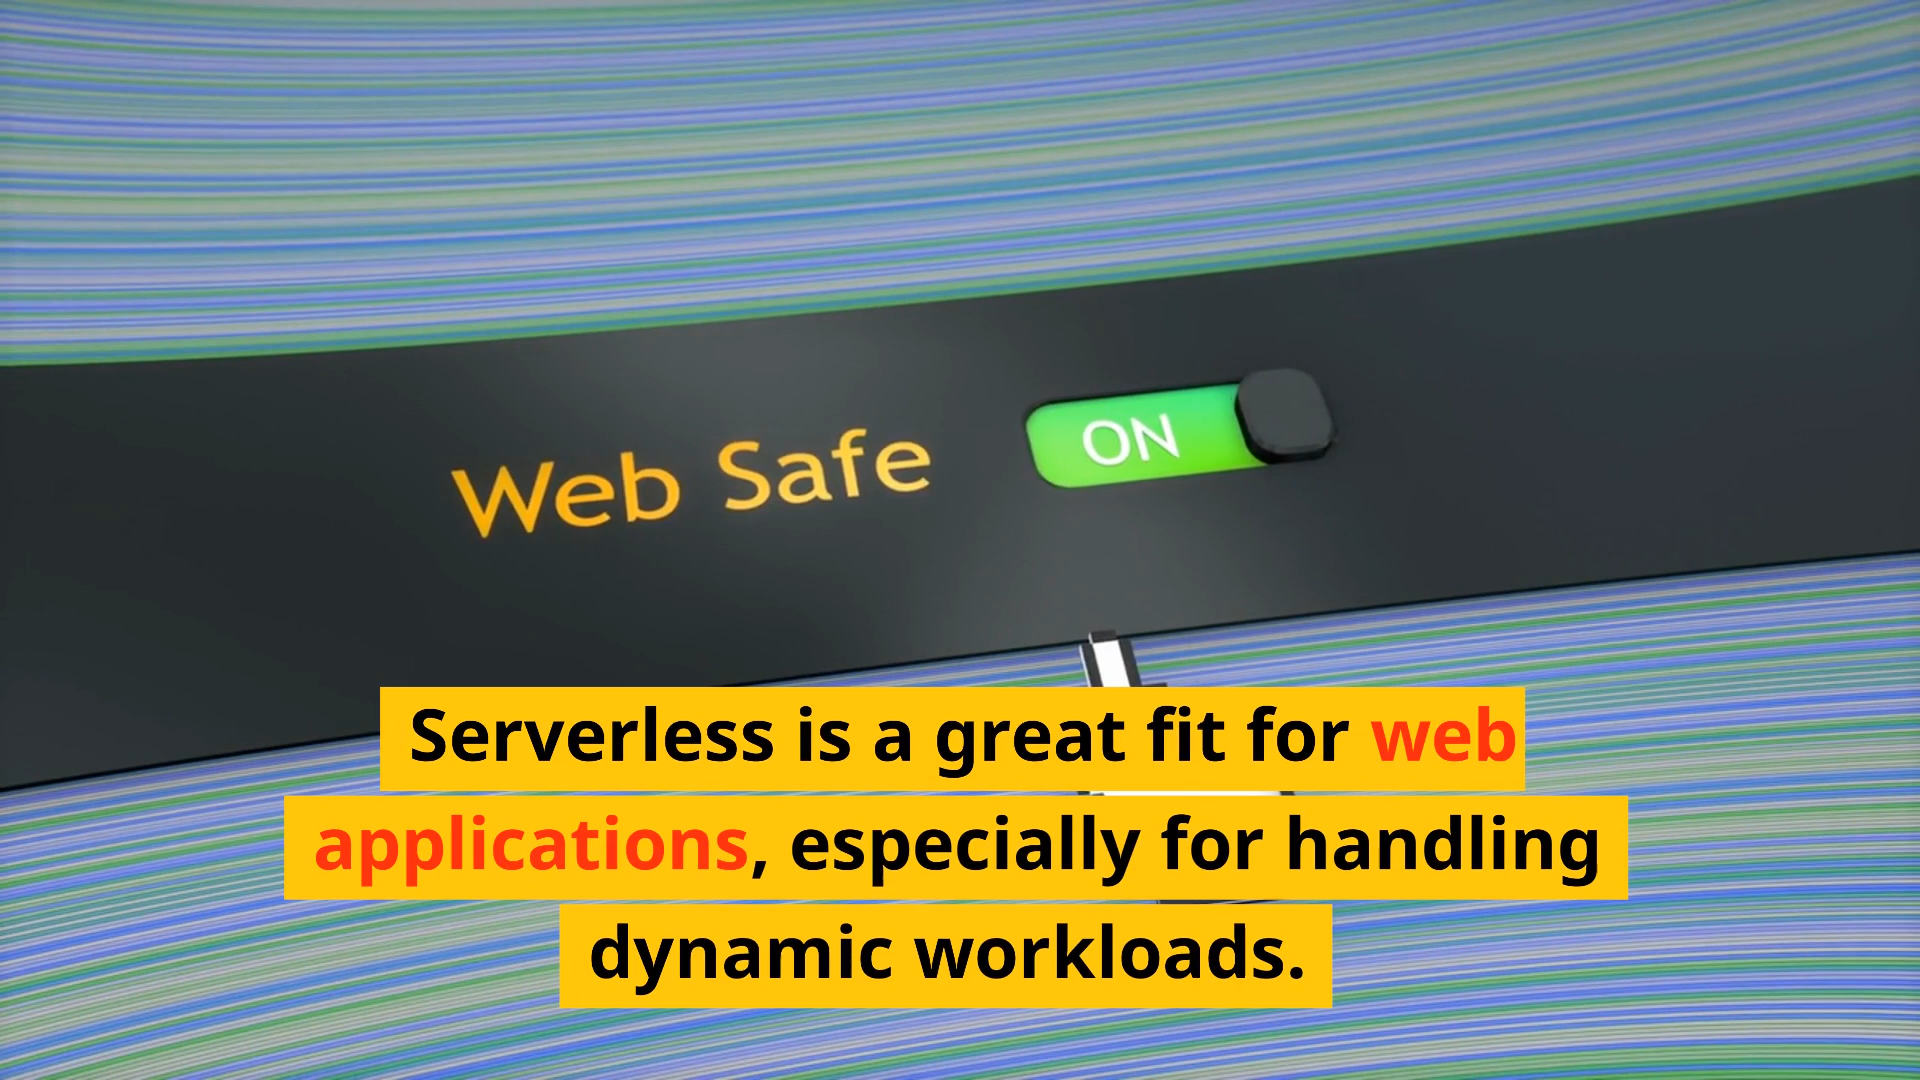 Web Safe ON
Serverless is a great fit for web
applications, especially for handling
dynamic workloads.